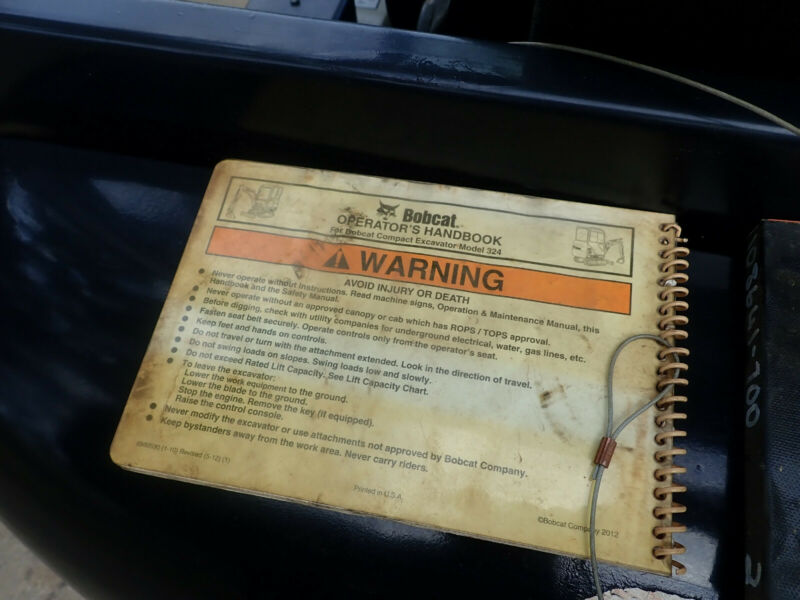 Bobcat
OPERATOR'S HANDBOOK
For Bobcat Compact Excavator Model 324
WARNING
AVOID INJURY OR DEATH
● Never operate without Instructions. Read machine signs, Operation & Maintenance Manual, this
Handbook and the Safety Manual.
● Never operate without an approved canopy or cab which has ROPS / TOPS approval.
● Before digging, check with utility companies for underground electrical, water, gas lines, etc.
● Fasten seat belt securely. Operate controls only from the operator's seat.
● Keep feet and hands on controls.
● Do not travel or turn with the attachment extended. Look in the direction of travel.
● Do not swing loads on slopes. Swing loads low and slowly.
● Do not exceed Rated Lift Capacity. See Lift Capacity Chart.
● To leave the excavator:
Lower the work equipment to the ground.
Lower the blade to the ground.
Stop the engine. Remove the key (if equipped).
Raise the control console.
● Never modify the excavator or use attachments not approved by Bobcat Company.
● Keep bystanders away from the work area. Never carry riders.
(1-10) Revised (5-12) (1)
Printed in U.S.A.
©Bobcat Company 2012